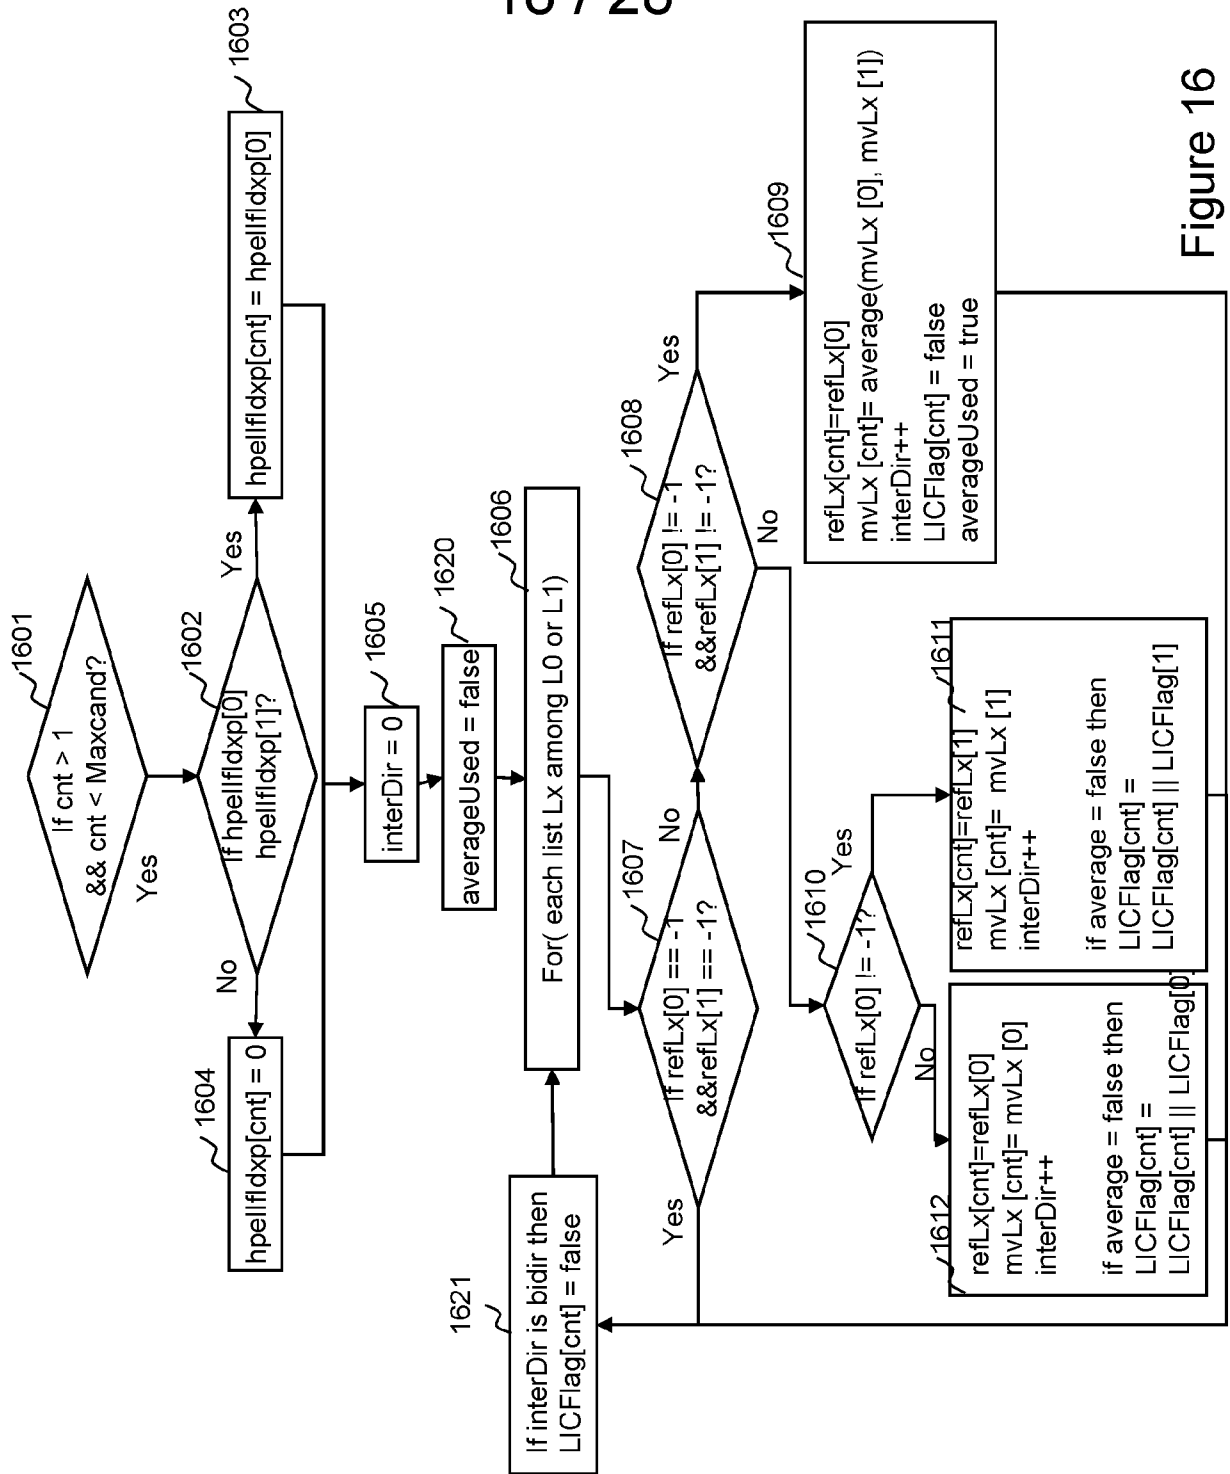 1601
If cnt > 1
&& cnt < Maxcand?
Yes
1602
If hpelIfIdxp[0]
hpelIfIdxp[1]?
No
Yes
1604
hpelIfIdxp[cnt] = 0
1603
hpelIfIdxp[cnt] = hpelIfIdxp[0]
1605
interDir = 0
1620
averageUsed = false
1606
For( each list Lx among L0 or L1)
1621
If interDir is bidir then
LICFlag[cnt] = false
1607
If refLx[0] == -1
&&refLx[1] == -1?
Yes
No
1608
If refLx[0] != -1
&&refLx[1] != -1?
Yes
No
1609
refLx[cnt]=refLx[0]
mvLx [cnt]= average(mvLx [0], mvLx [1])
interDir++
LICFlag[cnt] = false
averageUsed = true
1610
If refLx[0] != -1?
Yes
No
1612
refLx[cnt]=refLx[0]
mvLx [cnt]= mvLx [0]
interDir++
if average = false then
LICFlag[cnt] =
LICFlag[cnt] || LICFlag[0]
1611
refLx[cnt]=refLx[1]
mvLx [cnt]= mvLx [1]
interDir++
if average = false then
LICFlag[cnt] =
LICFlag[cnt] || LICFlag[1]
Figure 16